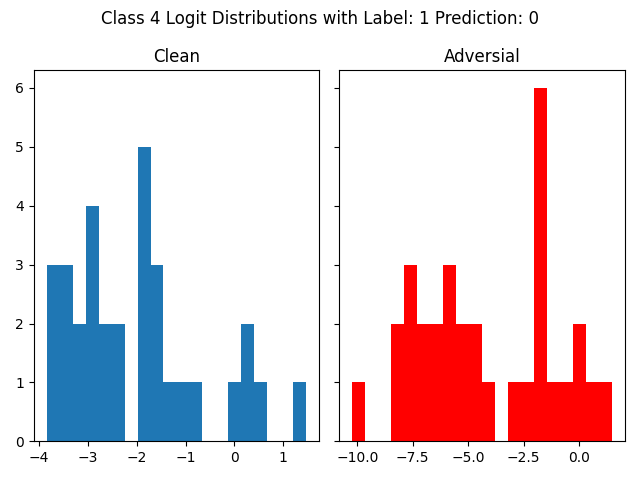 Class 4 Logit Distributions with Label: 1 Prediction: 0
Clean
Adversial
6
5
4
3
2
1
0
−4 −3 −2 −1 0 1
−10.0 −7.5 −5.0 −2.5 0.0